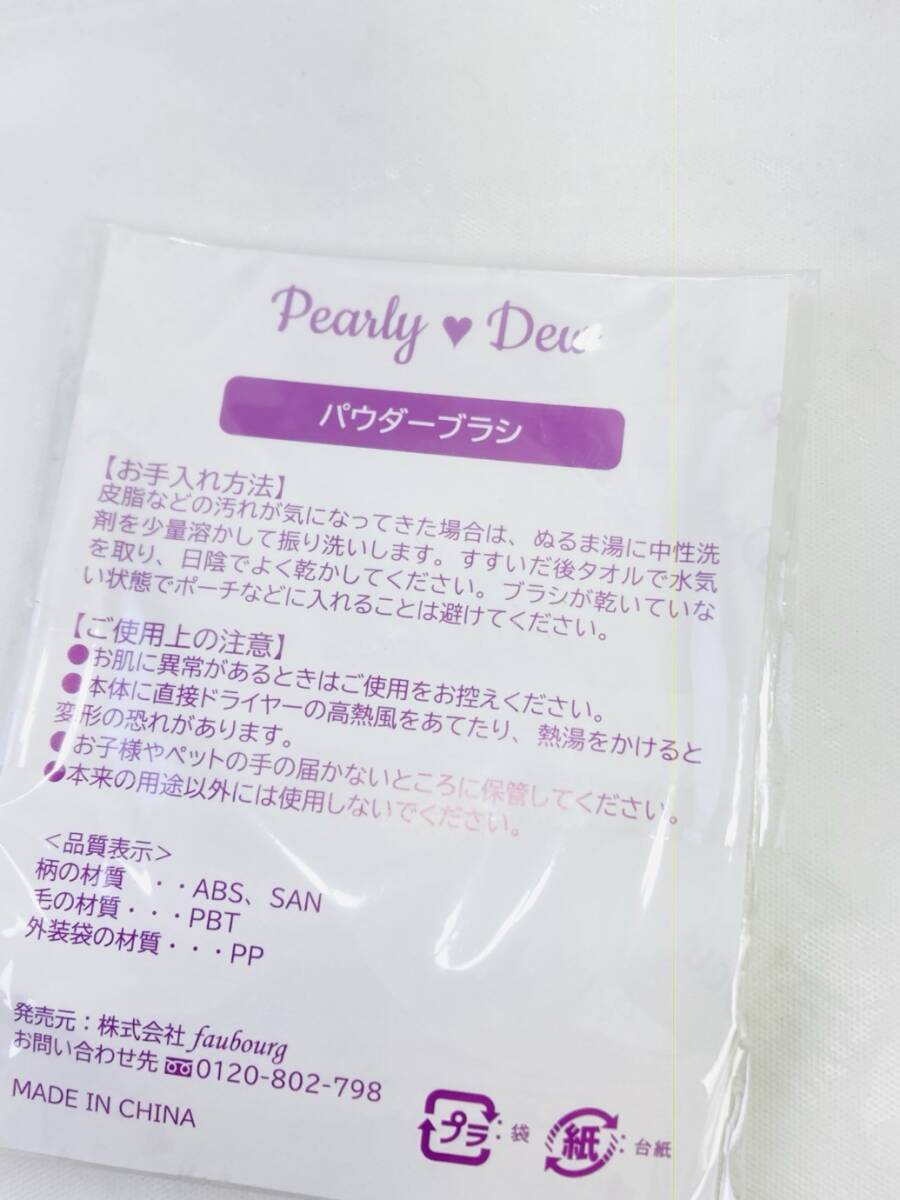 Pearly ♥ Dew
パウダーブラシ
【お手入れ方法】
皮脂などの汚れが気になってきた場合は、ぬるま湯に中性洗
剤を少量溶かして振り洗いします。すすいだ後タオルで水気
を取り、日陰でよく乾かしてください。ブラシが乾いていな
い状態でポーチなどに入れることは避けてください。
【ご使用上の注意】
●お肌に異常があるときはご使用をお控えください。
●本体に直接ドライヤーの高熱風をあてたり、熱湯をかけると
変形の恐れがあります。
●お子様やペットの手の届かないところに保管してください。
●本来の用途以外には使用しないでください。
＜品質表示＞
柄の材質 ・・ABS、SAN
毛の材質・・・PBT
外装袋の材質・・・PP
発売元：株式会社 faubourg
お問い合わせ先 0120-802-798
MADE IN CHINA
プラ：袋 紙：台紙